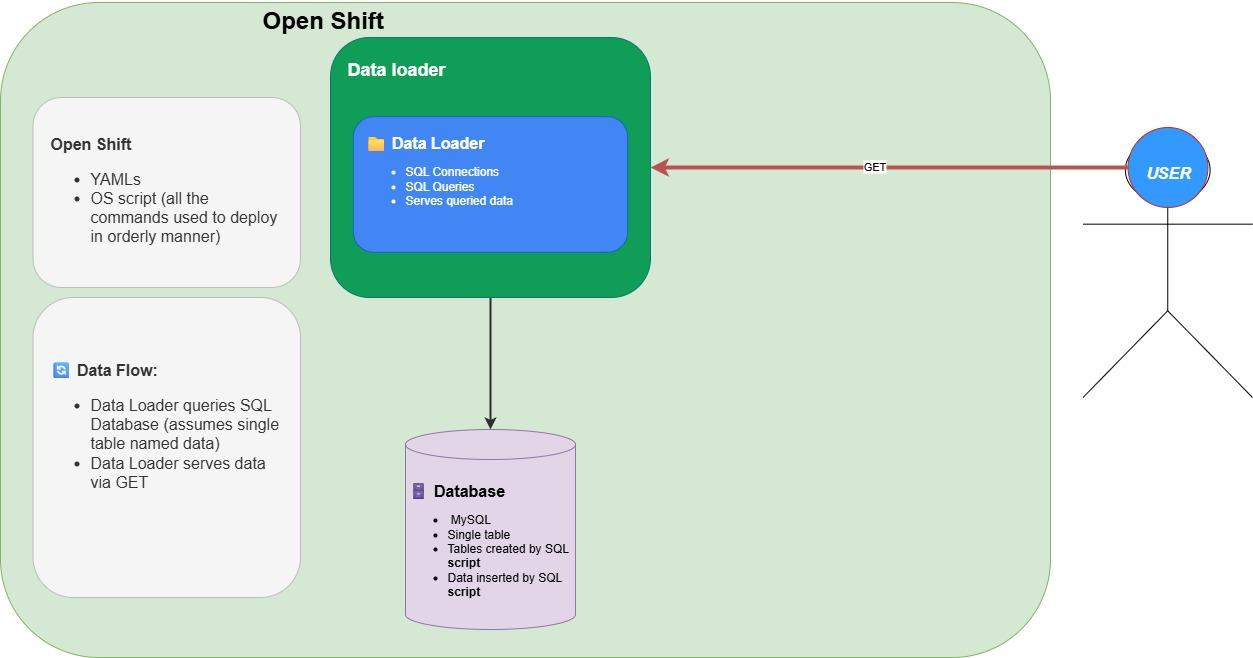 Open Shift
Data loader
Data Loader
SQL Connections
SQL Queries
Serves queried data
GET
USER
Open Shift
YAMLs
OS script (all the
commands used to deploy
in orderly manner)
Data Flow:
Data Loader queries SQL
Database (assumes single
table named data)
Data Loader serves data
via GET
Database
MySQL
Single table
Tables created by SQL
script
Data inserted by SQL
script